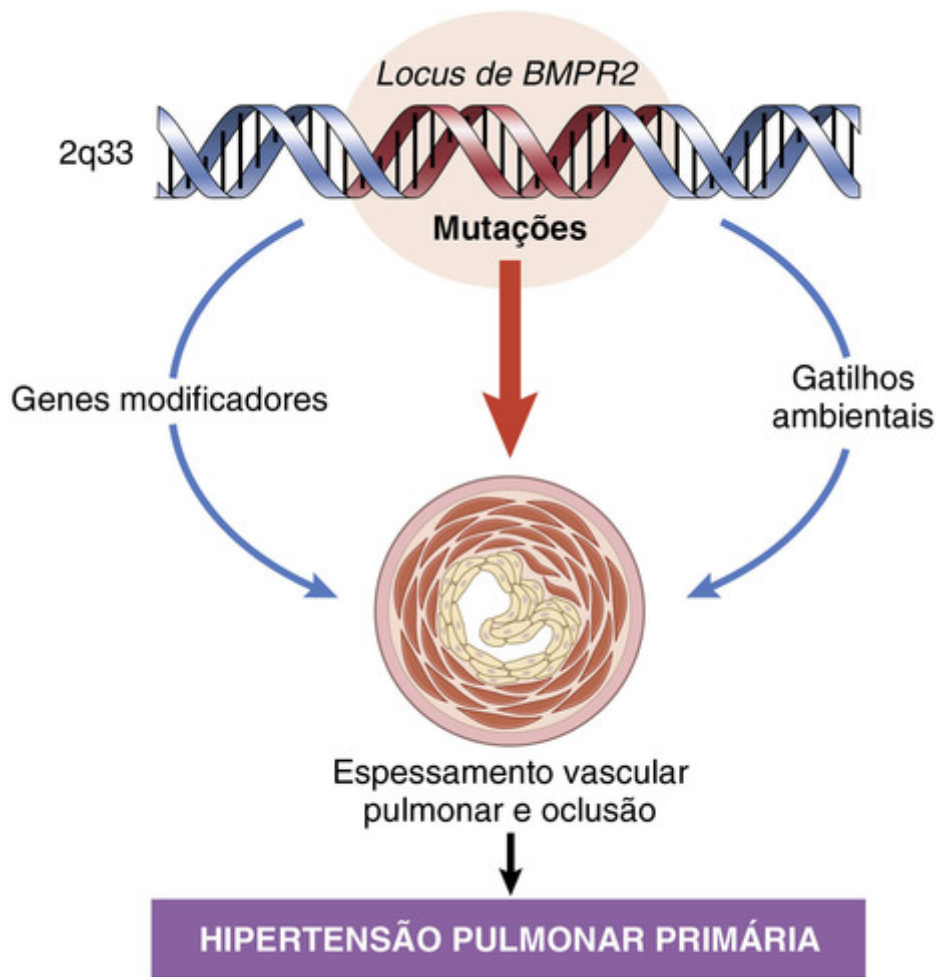 Locus de BMPR2
2q33
Mutações
Genes modificadores
Gatilhos
ambientais
Espessamento vascular
pulmonar e oclusão
HIPERTENSÃO PULMONAR PRIMÁRIA